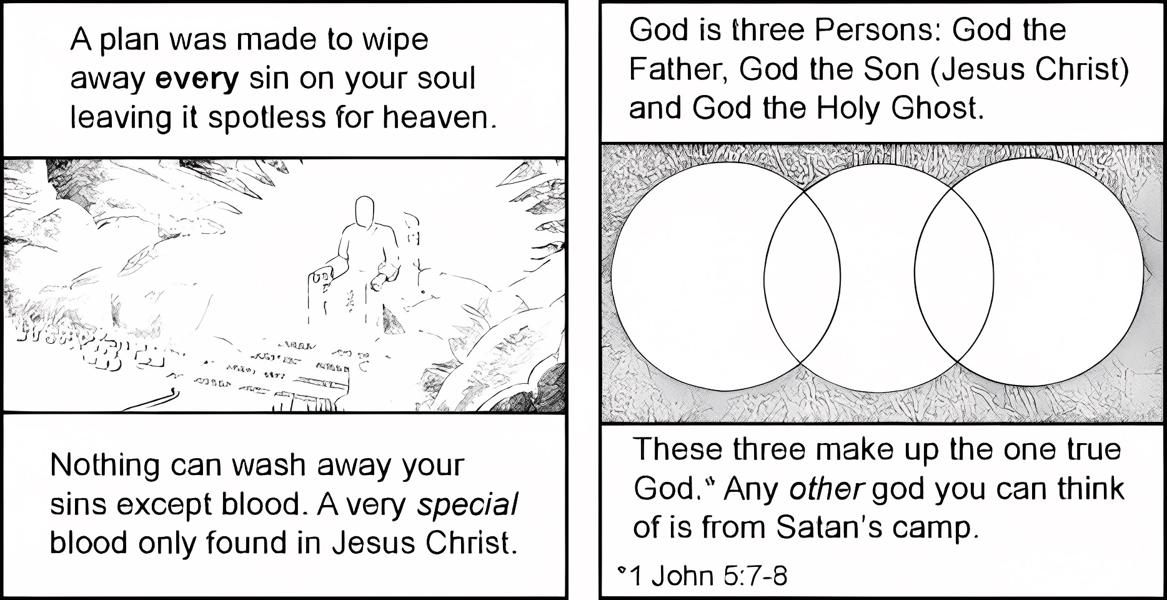 A plan was made to wipe
away every sin on your soul
leaving it spotless for heaven.
Nothing can wash away your
sins except blood. A very special
blood only found in Jesus Christ.
God is three Persons: God the
Father, God the Son (Jesus Christ)
and God the Holy Ghost.
These three make up the one true
God.* Any other god you can think
of is from Satan's camp.
*1 John 5:7-8